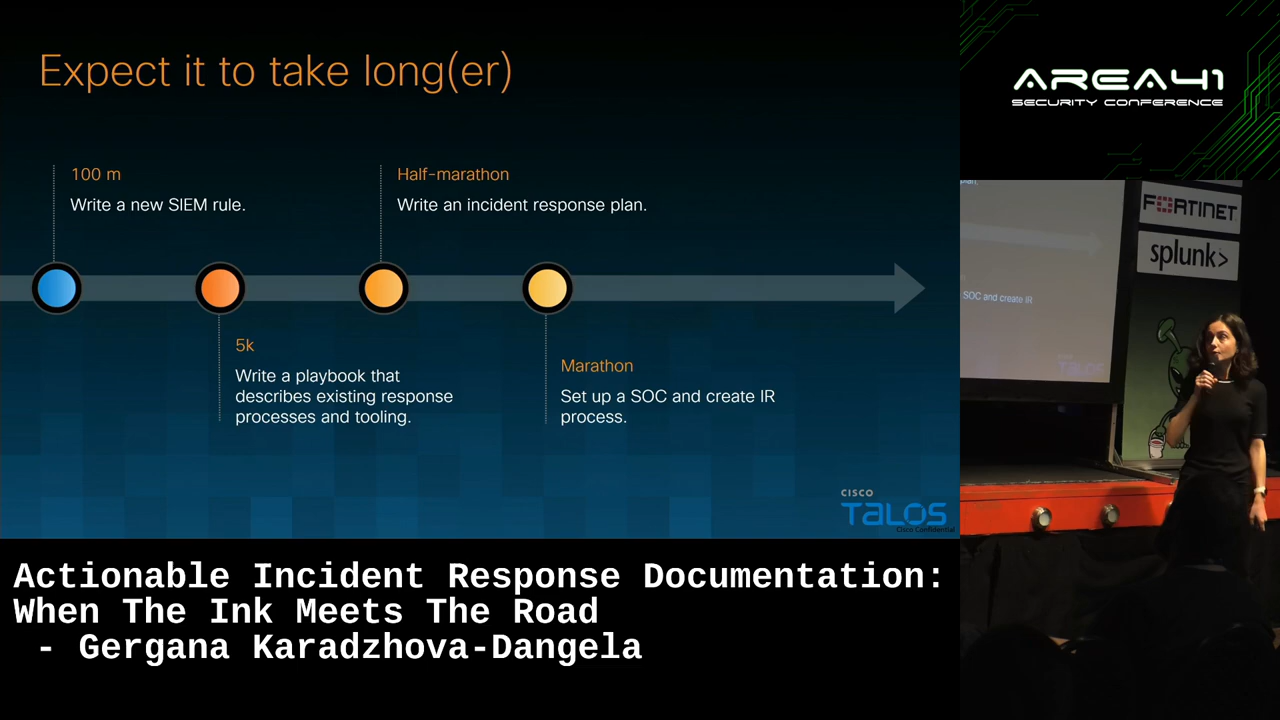 Expect it to take long(er)
100 m
Write a new SIEM rule.
Half-marathon
Write an incident response plan.
5k
Write a playbook that
describes existing response
processes and tooling.
Marathon
Set up a SOC and create IR
process.
CISCO
TALOS
Cisco Confidential
AREA41
SECURITY CONFERENCE
FORTINET
splunk>
SOC and create IR
TALOS
Actionable Incident Response Documentation:
When The Ink Meets The Road
- Gergana Karadzhova-Dangela